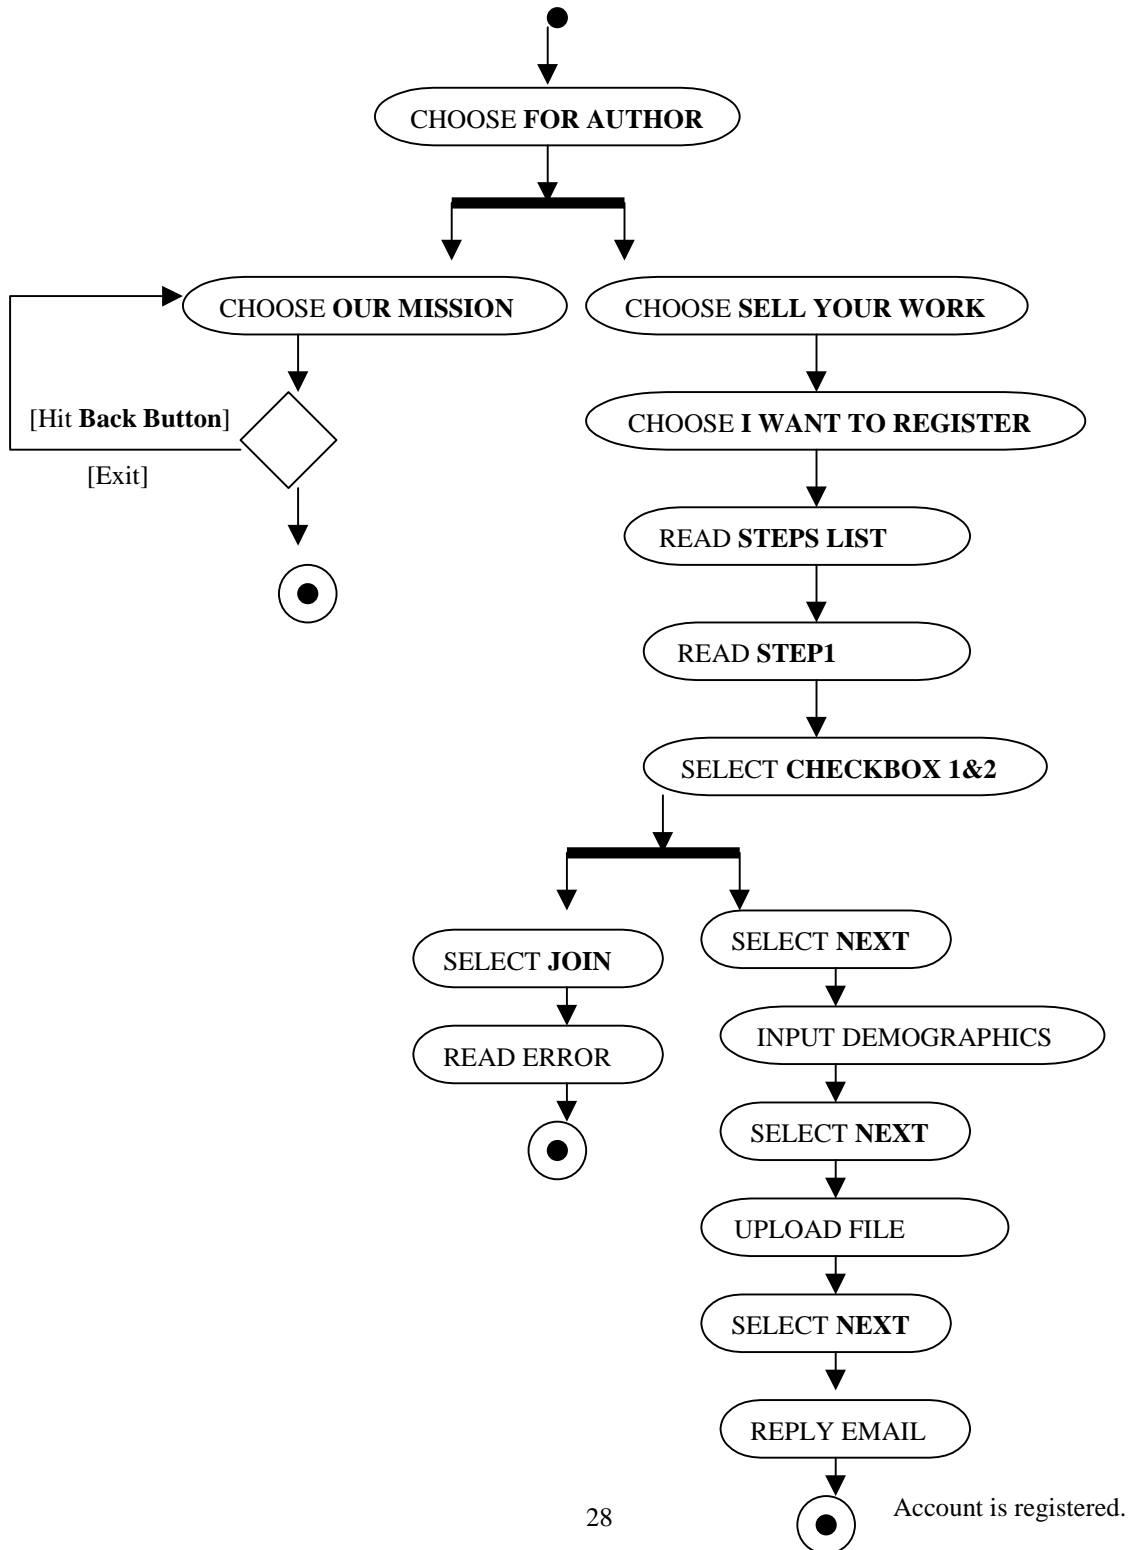 CHOOSE FOR AUTHOR
CHOOSE OUR MISSION
CHOOSE SELL YOUR WORK
[Hit Back Button]
CHOOSE I WANT TO REGISTER
[Exit]
READ STEPS LIST
READ STEP1
SELECT CHECKBOX 1&2
SELECT JOIN
SELECT NEXT
READ ERROR
INPUT DEMOGRAPHICS
SELECT NEXT
UPLOAD FILE
SELECT NEXT
REPLY EMAIL
Account is registered.
28